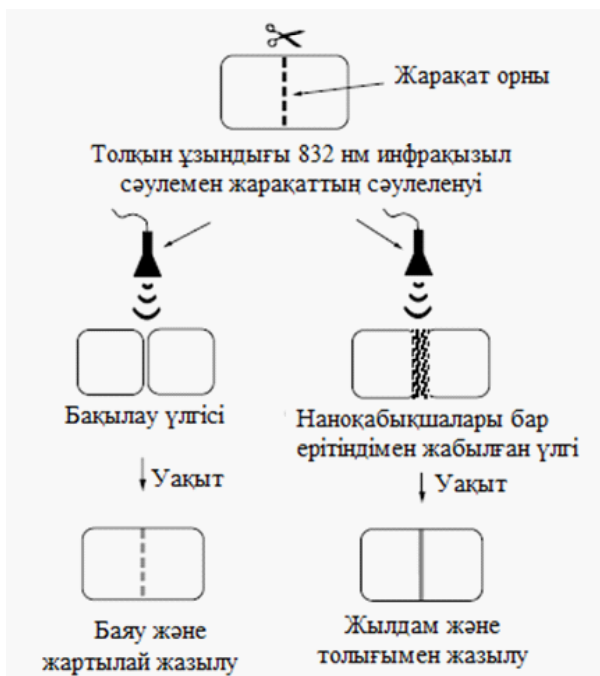 Жарақат орны
Толқын ұзындығы 832 нм инфрақызыл
сәулемен жарақаттың сәулеленуі
Бақылау үлгісі
Наноқабықшалары бар
ерітіндімен жабылған үлгі
Уақыт
Уақыт
Баяу және
жартылай жазылу
Жылдам және
толығымен жазылу